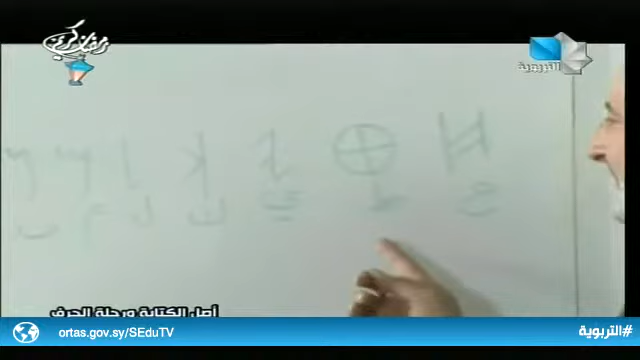 رمضان كريم
التربوية
𐤇 𐤈 𐤉 𐤊 𐤋 𐤌 𐤍
ح ط ي ك ل م ن
أصل الكتابة ورحلة الحرف
ortas.gov.sy/SEduTV
#التربوية